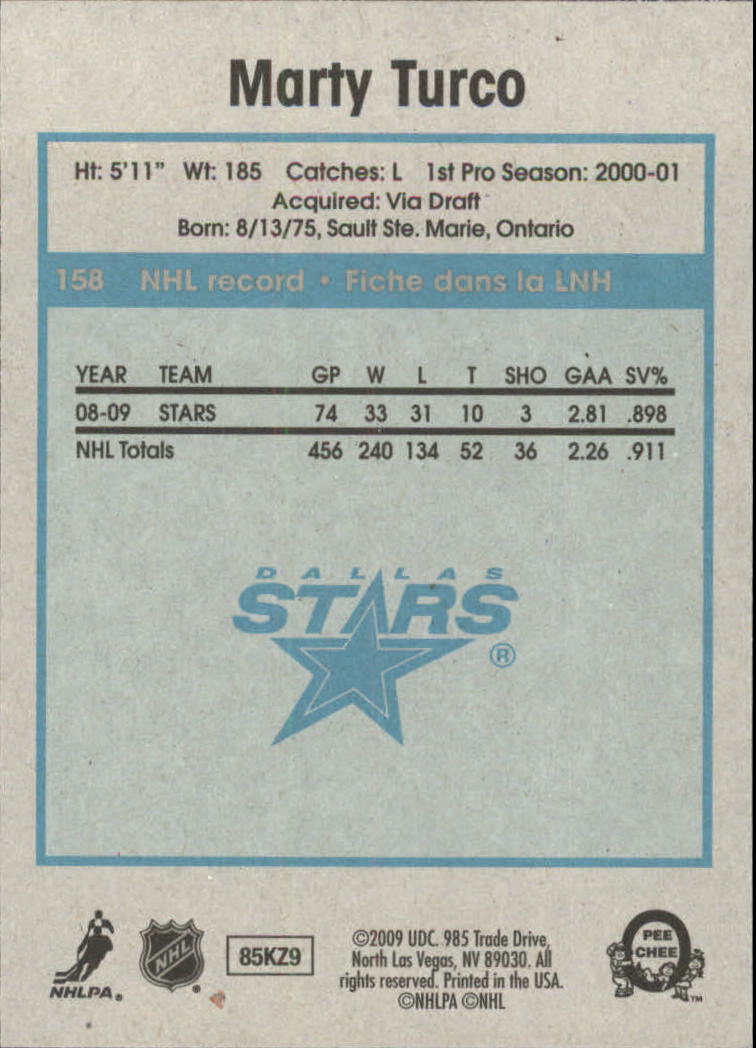 Marty Turco
Ht: 5'11" Wt: 185 Catches: L 1st Pro Season: 2000-01
Acquired: Via Draft
Born: 8/13/75, Sault Ste. Marie, Ontario
158 NHL record • Fiche dans la LNH
YEAR TEAM GP W L T SHO GAA SV%
08-09 STARS 74 33 31 10 3 2.81 .898
NHL Totals 456 240 134 52 36 2.26 .911
DALLAS
STARS
®
NHLPA®
NHL ®
85KZ9
©2009 UDC. 985 Trade Drive,
North Las Vegas, NV 89030. All
rights reserved. Printed in the USA.
©NHLPA ©NHL
PEE
CHEE
TM